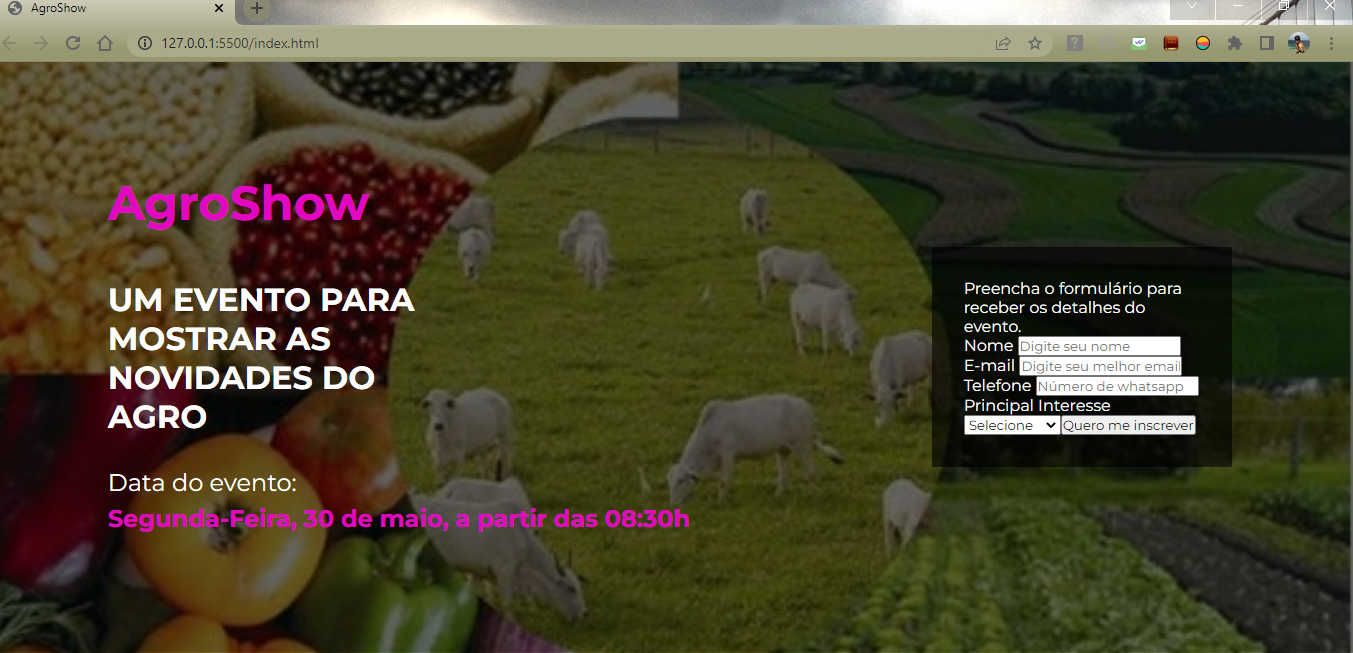 AgroShow
127.0.0.1:5500/index.html
AgroShow
UM EVENTO PARA
MOSTRAR AS
NOVIDADES DO
AGRO
Data do evento:
Segunda-Feira, 30 de maio, a partir das 08:30h
Preencha o formulário para
receber os detalhes do
evento.
Nome Digite seu nome
E-mail Digite seu melhor email
Telefone Número de whatsapp
Principal Interesse
Selecione Quero me inscrever